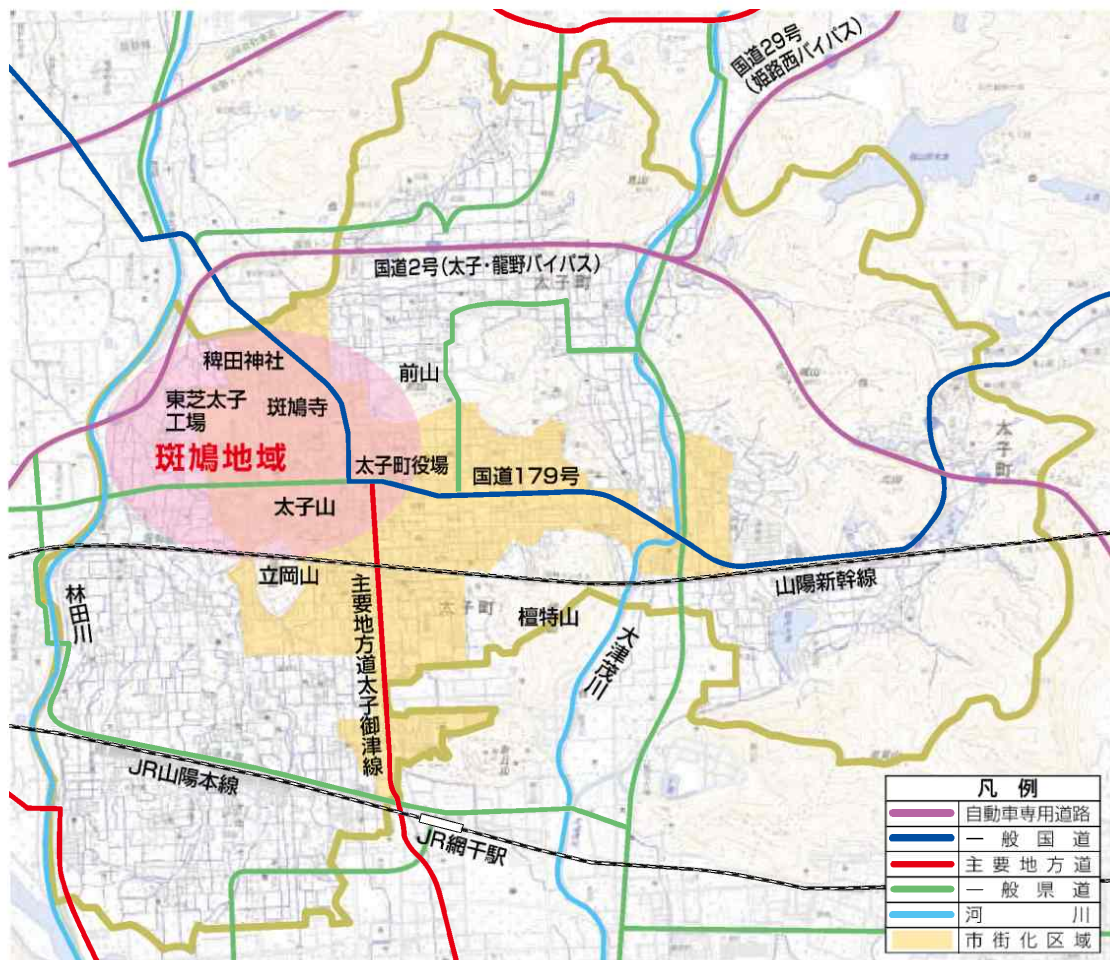 国道29号
(姫路西バイパス)
国道2号(太子・龍野バイパス)
太子町
稗田神社
前山
東芝太子
工場
斑鳩寺
斑鳩地域
太子町役場
国道179号
太子町
太子山
立岡山
山陽新幹線
林田川
主要地方道太子御津線
太子町
檀特山
大津茂川
JR山陽本線
JR網干駅
凡例
自動車専用道路
一般国道
主要地方道
一般県道
河川
市街化区域